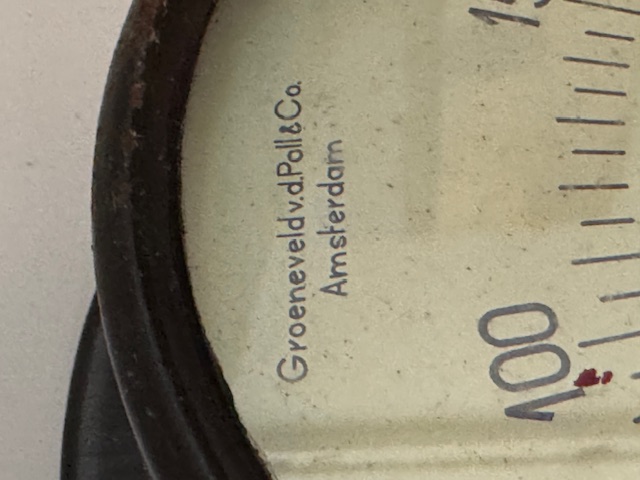 Groeneveld v.d. Poll & Co.
Amsterdam
100